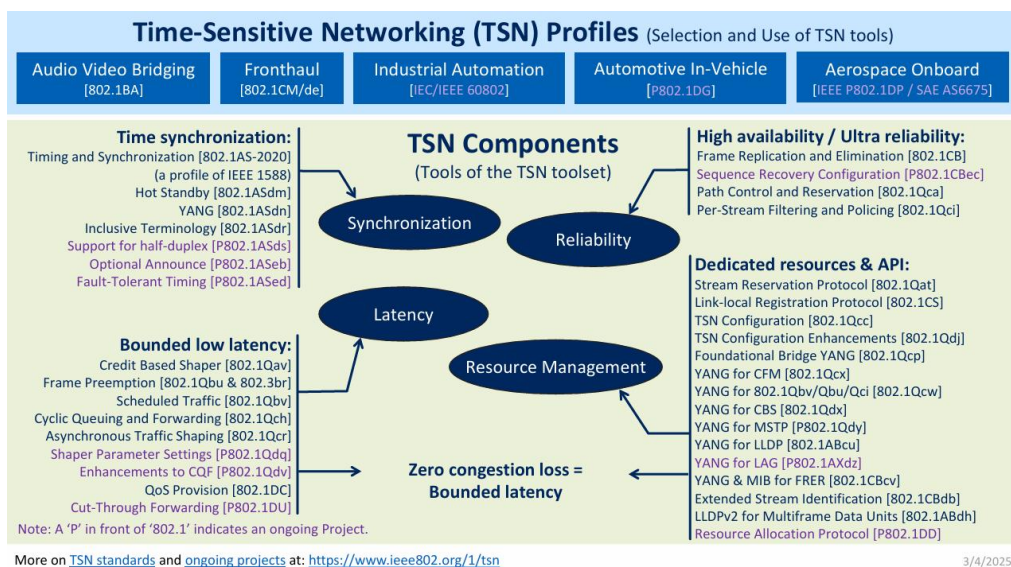 Time-Sensitive Networking (TSN) Profiles (Selection and Use of TSN tools)
Audio Video Bridging
[802.1BA]
Fronthaul
[802.1CM/de]
Industrial Automation
[IEC/IEEE 60802]
Automotive In-Vehicle
[P802.1DG]
Aerospace Onboard
[IEEE P802.1DP / SAE AS6675]
TSN Components
(Tools of the TSN toolset)
Time synchronization:
Timing and Synchronization [802.1AS-2020]
(a profile of IEEE 1588)
Hot Standby [802.1ASdm]
YANG [802.1ASdn]
Inclusive Terminology [802.1ASdr]
Support for half-duplex [P802.1ASds]
Optional Announce [P802.1ASeb]
Fault-Tolerant Timing [P802.1ASed]
Synchronization
High availability / Ultra reliability:
Frame Replication and Elimination [802.1CB]
Sequence Recovery Configuration [P802.1CBec]
Path Control and Reservation [802.1Qca]
Per-Stream Filtering and Policing [802.1Qci]
Reliability
Latency
Bounded low latency:
Credit Based Shaper [802.1Qav]
Frame Preemption [802.1Qbu & 802.3br]
Scheduled Traffic [802.1Qbv]
Cyclic Queuing and Forwarding [802.1Qch]
Asynchronous Traffic Shaping [802.1Qcr]
Shaper Parameter Settings [P802.1Qdq]
Enhancements to CQF [P802.1Qdv]
QoS Provision [802.1DC]
Cut-Through Forwarding [P802.1DU]
Resource Management
Dedicated resources & API:
Stream Reservation Protocol [802.1Qat]
Link-local Registration Protocol [802.1CS]
TSN Configuration [802.1Qcc]
TSN Configuration Enhancements [802.1Qdj]
Foundational Bridge YANG [802.1Qcp]
YANG for CFM [802.1Qcx]
YANG for 802.1Qbv/Qbu/Qci [802.1Qcw]
YANG for CBS [802.1Qdx]
YANG for MSTP [P802.1Qdy]
YANG for LLDP [802.1ABcu]
YANG for LAG [P802.1AXdz]
YANG & MIB for FRER [802.1CBcv]
Extended Stream Identification [802.1CBdb]
LLDPv2 for Multiframe Data Units [802.1ABdh]
Resource Allocation Protocol [P802.1DD]
Zero congestion loss =
Bounded latency
Note: A ‘P’ in front of ‘802.1’ indicates an ongoing Project.
More on TSN standards and ongoing projects at: https://www.ieee802.org/1/tsn
3/4/2025